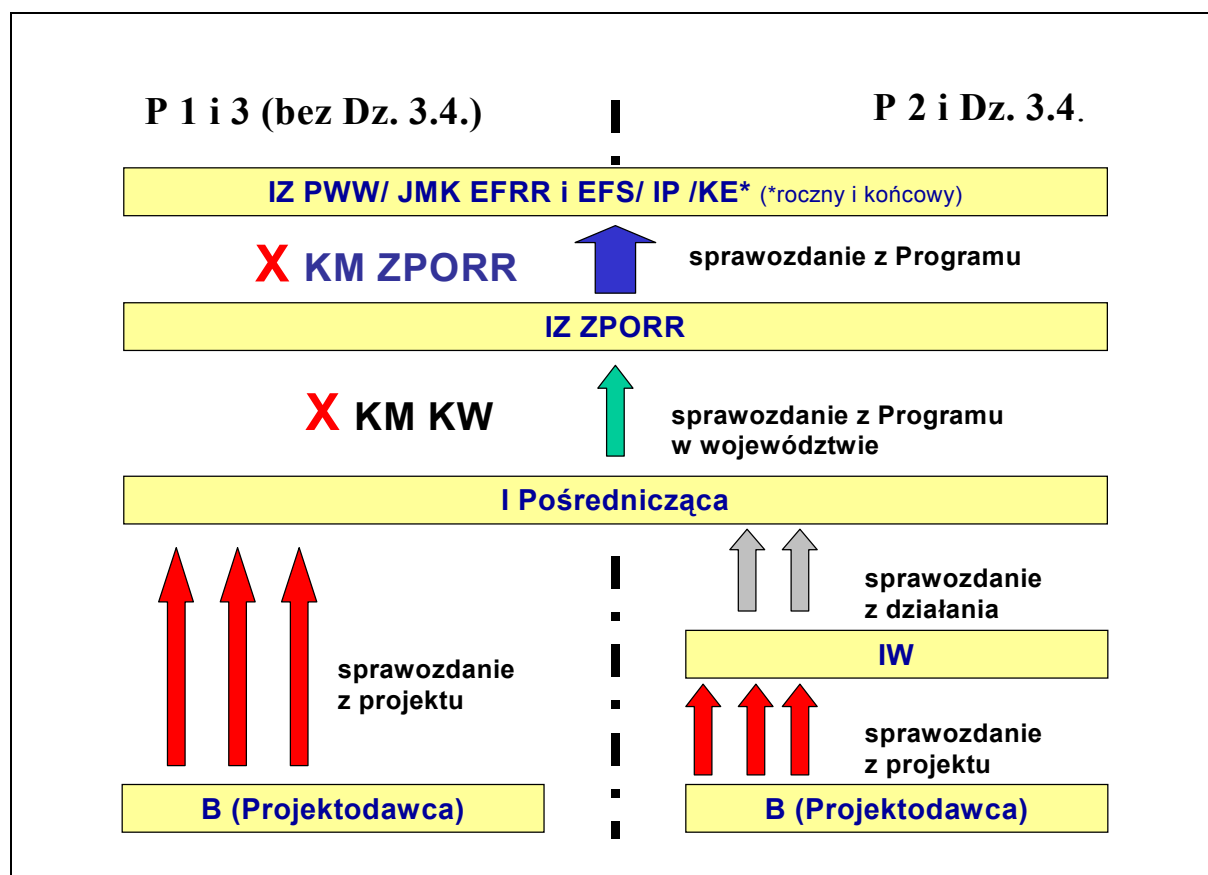 P 1 i 3 (bez Dz. 3.4.)
P 2 i Dz. 3.4.
IZ PWW/ JMK EFRR i EFS/ IP /KE* (*roczny i końcowy)
X KM ZPORR
sprawozdanie z Programu
IZ ZPORR
X KM KW
sprawozdanie z Programu
w województwie
I Pośrednicząca
sprawozdanie
z działania
IW
sprawozdanie
z projektu
sprawozdanie
z projektu
B (Projektodawca)
B (Projektodawca)